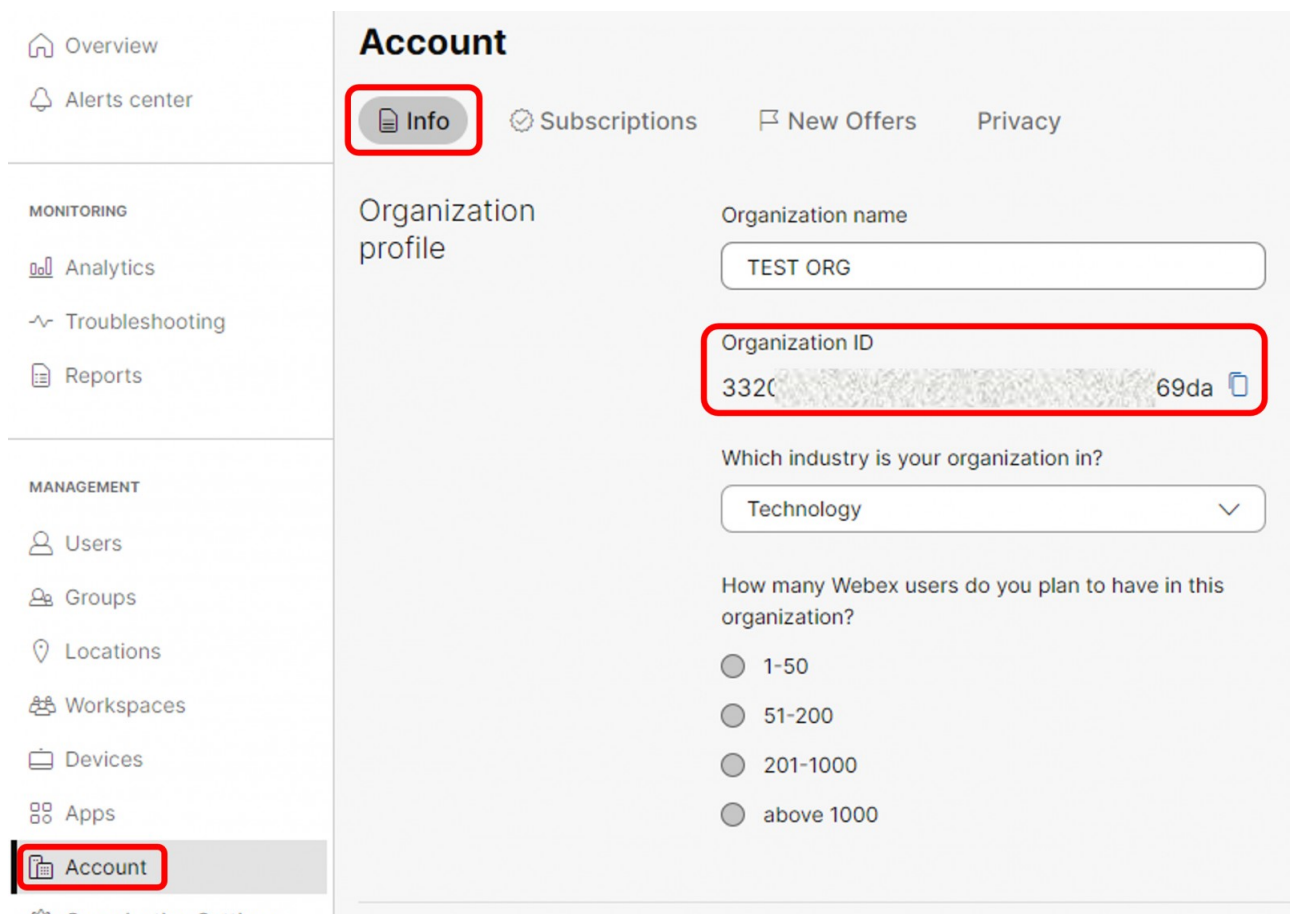 Overview
Alerts center
MONITORING
Analytics
Troubleshooting
Reports
MANAGEMENT
Users
Groups
Locations
Workspaces
Devices
Apps
Account
Account
Info
Subscriptions
New Offers
Privacy
Organization
profile
Organization name
TEST ORG
Organization ID
332
69da
Which industry is your organization in?
Technology
How many Webex users do you plan to have in this
organization?
1-50
51-200
201-1000
above 1000